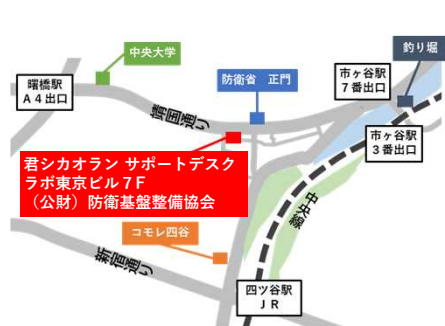 釣り堀
中央大学
市ヶ谷駅
７番出口
防衛省　正門
曙橋駅
Ａ４出口
靖国通り
市ヶ谷駅
３番出口
君シカオラン サポートデスク
ラポ東京ビル７Ｆ
（公財）防衛基盤整備協会
中央線
コモレ四谷
新宿通り
四ツ谷駅
ＪＲ